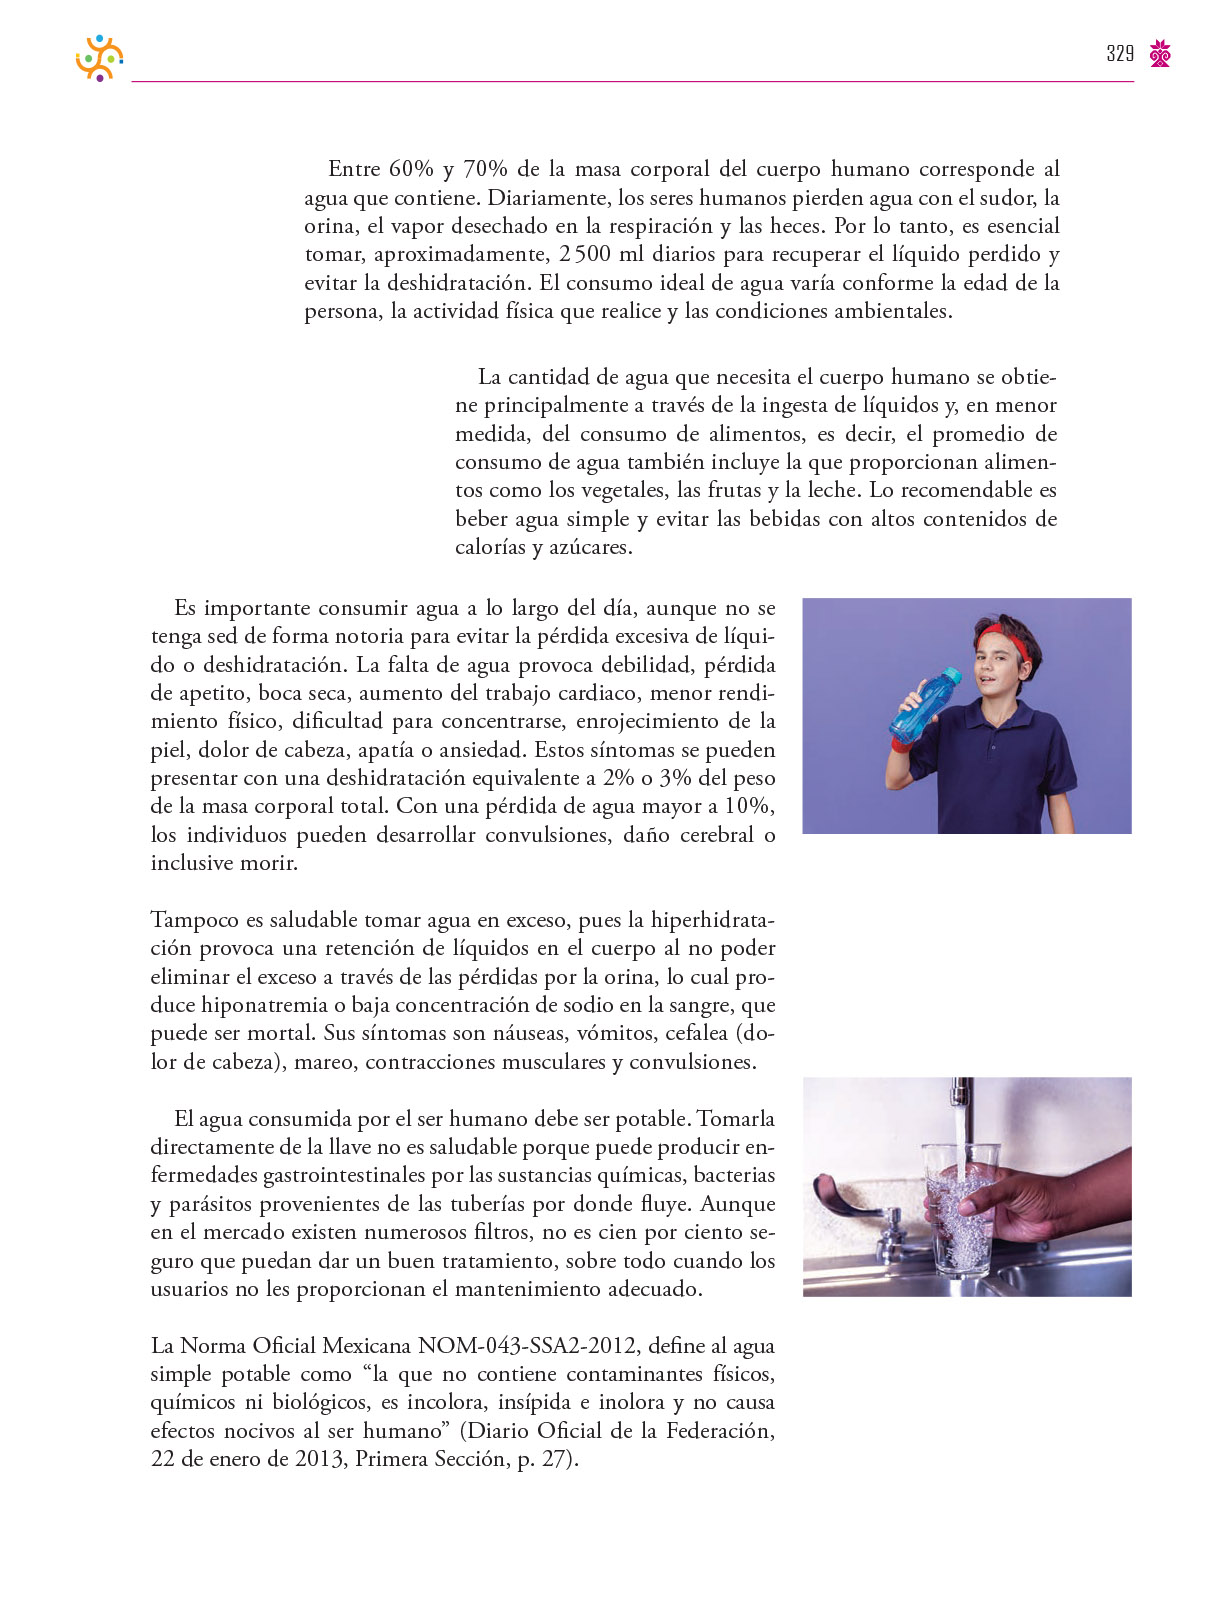 329
Entre 60% y 70% de la masa corporal del cuerpo humano corresponde al
agua que contiene. Diariamente, los seres humanos pierden agua con el sudor, la
orina, el vapor desechado en la respiración y las heces. Por lo tanto, es esencial
tomar, aproximadamente, 2 500 ml diarios para recuperar el líquido perdido y
evitar la deshidratación. El consumo ideal de agua varía conforme la edad de la
persona, la actividad física que realice y las condiciones ambientales.
La cantidad de agua que necesita el cuerpo humano se obtie-
ne principalmente a través de la ingesta de líquidos y, en menor
medida, del consumo de alimentos, es decir, el promedio de
consumo de agua también incluye la que proporcionan alimen-
tos como los vegetales, las frutas y la leche. Lo recomendable es
beber agua simple y evitar las bebidas con altos contenidos de
calorías y azúcares.
Es importante consumir agua a lo largo del día, aunque no se
tenga sed de forma notoria para evitar la pérdida excesiva de líqui-
do o deshidratación. La falta de agua provoca debilidad, pérdida
de apetito, boca seca, aumento del trabajo cardiaco, menor rendi-
miento físico, dificultad para concentrarse, enrojecimiento de la
piel, dolor de cabeza, apatía o ansiedad. Estos síntomas se pueden
presentar con una deshidratación equivalente a 2% o 3% del peso
de la masa corporal total. Con una pérdida de agua mayor a 10%,
los individuos pueden desarrollar convulsiones, daño cerebral o
inclusive morir.
Tampoco es saludable tomar agua en exceso, pues la hiperhidrata-
ción provoca una retención de líquidos en el cuerpo al no poder
eliminar el exceso a través de las pérdidas por la orina, lo cual pro-
duce hiponatremia o baja concentración de sodio en la sangre, que
puede ser mortal. Sus síntomas son náuseas, vómitos, cefalea (do-
lor de cabeza), mareo, contracciones musculares y convulsiones.
El agua consumida por el ser humano debe ser potable. Tomarla
directamente de la llave no es saludable porque puede producir en-
fermedades gastrointestinales por las sustancias químicas, bacterias
y parásitos provenientes de las tuberías por donde fluye. Aunque
en el mercado existen numerosos filtros, no es cien por ciento se-
guro que puedan dar un buen tratamiento, sobre todo cuando los
usuarios no les proporcionan el mantenimiento adecuado.
La Norma Oficial Mexicana NOM-043-SSA2-2012, define al agua
simple potable como “la que no contiene contaminantes físicos,
químicos ni biológicos, es incolora, insípida e inolora y no causa
efectos nocivos al ser humano” (Diario Oficial de la Federación,
22 de enero de 2013, Primera Sección, p. 27).